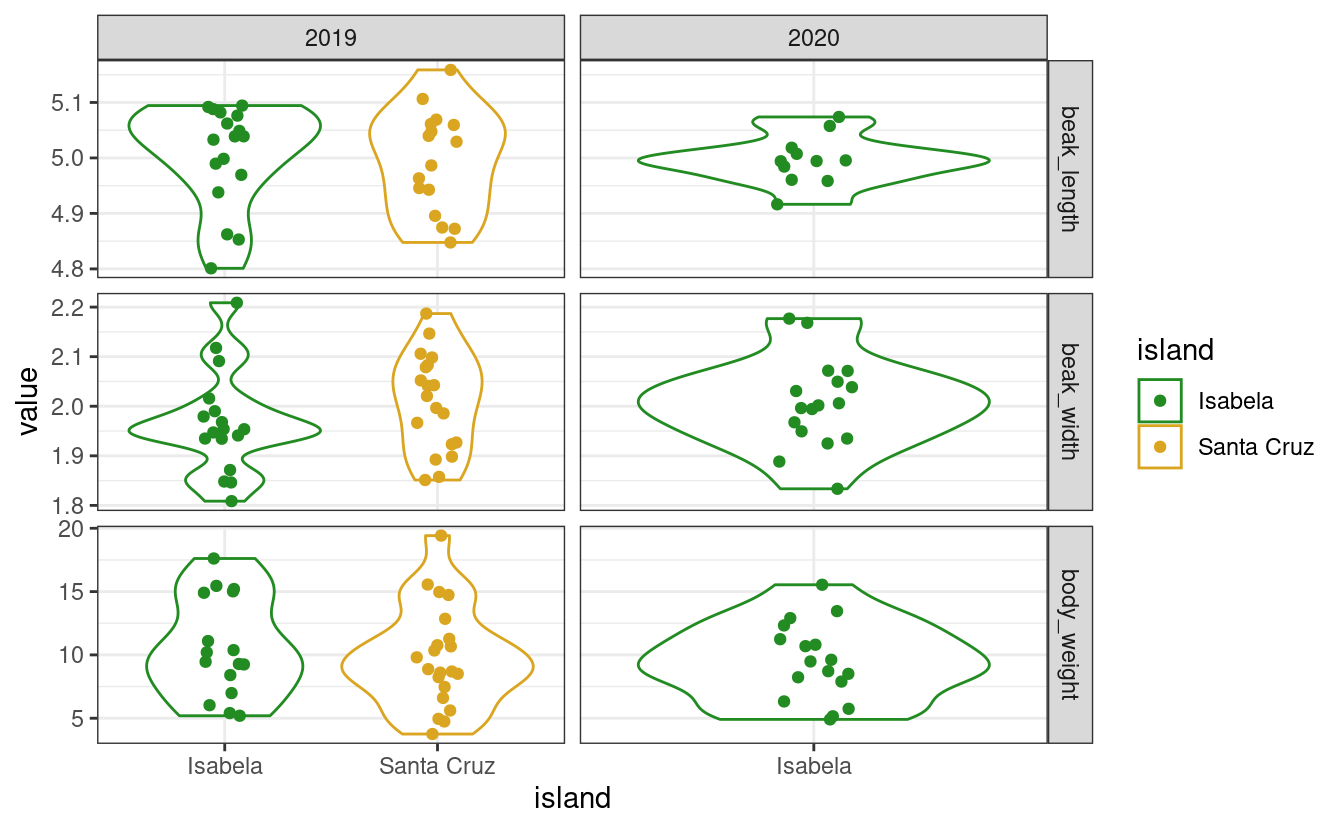 2019 2020
5.1
5.0
4.9
4.8
beak_length
2.2
2.1
2.0
1.9
1.8
beak_width
20
15
10
5
body_weight
value
Isabela Santa Cruz Isabela
island
island
Isabela
Santa Cruz